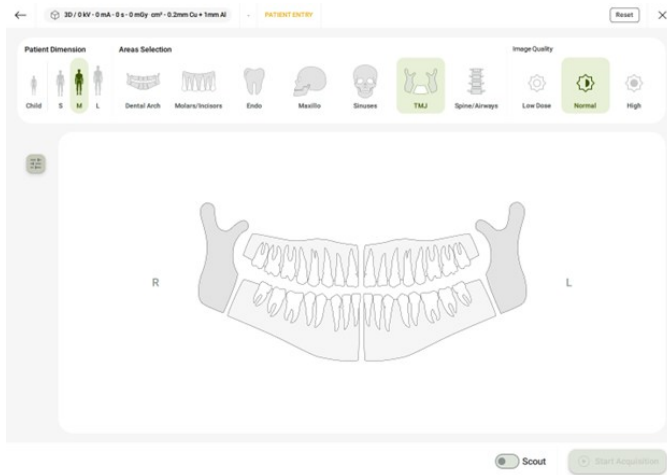 3D / 0 kV - 0 mA - 0 s - 0 mGy· cm² - 0.2mm Cu + 1mm Al - PATIENT ENTRY Reset
Patient Dimension Areas Selection Image Quality
Child S M L Dental Arch Molars/Incisors Endo Maxillo Sinuses TMJ Spine/Airways Low Dose Normal High
R L
Scout Start Acquisition